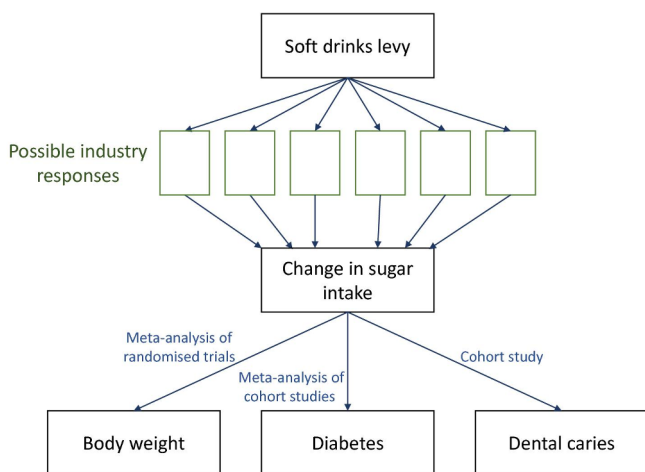 Soft drinks levy
Possible industry
responses
Change in sugar
intake
Meta-analysis of
randomised trials
Meta-analysis of
cohort studies
Cohort study
Body weight
Diabetes
Dental caries